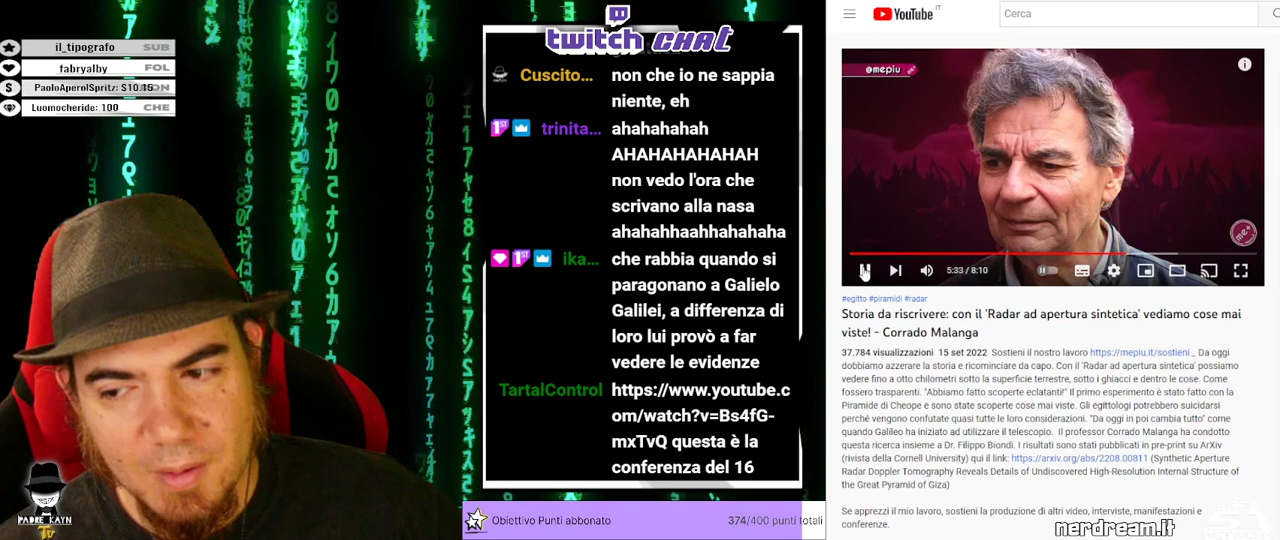 il_tipografo SUB
fabryalby FOL
PaoloAperolSpritz: $10.15
Luomocheride: 100 CHE
PADRE KAYN
Tv
twitch CHAT
Cuscito... non che io ne sappia
niente, eh
trinita... ahahahahah
AHAHAHAHAHAH
non vedo l'ora che
scrivano alla nasa
ahahahhaahhahahaha
ika... che rabbia quando si
paragonano a Galielo
Galilei, a differenza di
loro lui provò a far
vedere le evidenze
TartalControl https://www.youtube.c
om/watch?v=Bs4fG-
mxTvQ questa è la
conferenza del 16
Obiettivo Punti abbonato 374/400 punti totali
YouTube IT
Cerca
@mepiu
me+
5:33 / 8:10
#egitto #piramidi #radar
Storia da riscrivere: con il 'Radar ad apertura sintetica' vediamo cose mai
viste! - Corrado Malanga
37.784 visualizzazioni 15 set 2022 Sostieni il nostro lavoro https://mepiu.it/sostieni_ Da oggi
dobbiamo azzerare la storia e ricominciare da capo. Con il 'Radar ad apertura sintetica' possiamo
vedere fino a otto chilometri sotto la superficie terrestre, sotto i ghiacci e dentro le cose. Come
fossero trasparenti. "Abbiamo fatto scoperte eclatanti!" Il primo esperimento è stato fatto con la
Piramide di Cheope e sono state scoperte cose mai viste. Gli egittologi potrebbero suicidarsi
perché vengono confutate quasi tutte le loro considerazioni. "Da oggi in poi cambia tutto" come
quando Galileo ha iniziato ad utilizzare il telescopio. Il professor Corrado Malanga ha condotto
questa ricerca insieme a Dr. Filippo Biondi. I risultati sono stati pubblicati in pre-print su ArXiv
(rivista della Cornell University) qui il link: https://arxiv.org/abs/2208.00811 (Synthetic Aperture
Radar Doppler Tomography Reveals Details of Undiscovered High-Resolution Internal Structure of
the Great Pyramid of Giza)
Se apprezzi il mio lavoro, sostieni la produzione di altri video, interviste, manifestazioni e
conferenze.
nerdream.it